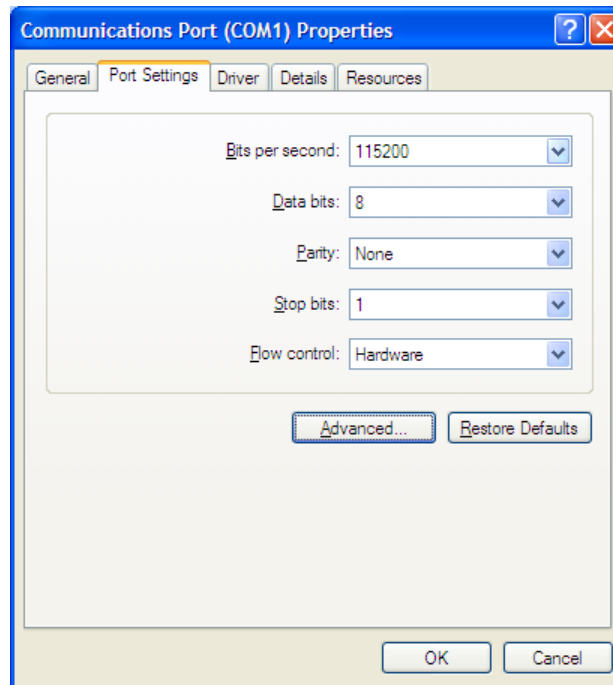 Communications Port (COM1) Properties
General Port Settings Driver Details Resources
Bits per second: 115200
Data bits: 8
Parity: None
Stop bits: 1
Flow control: Hardware
Advanced... Restore Defaults
OK Cancel